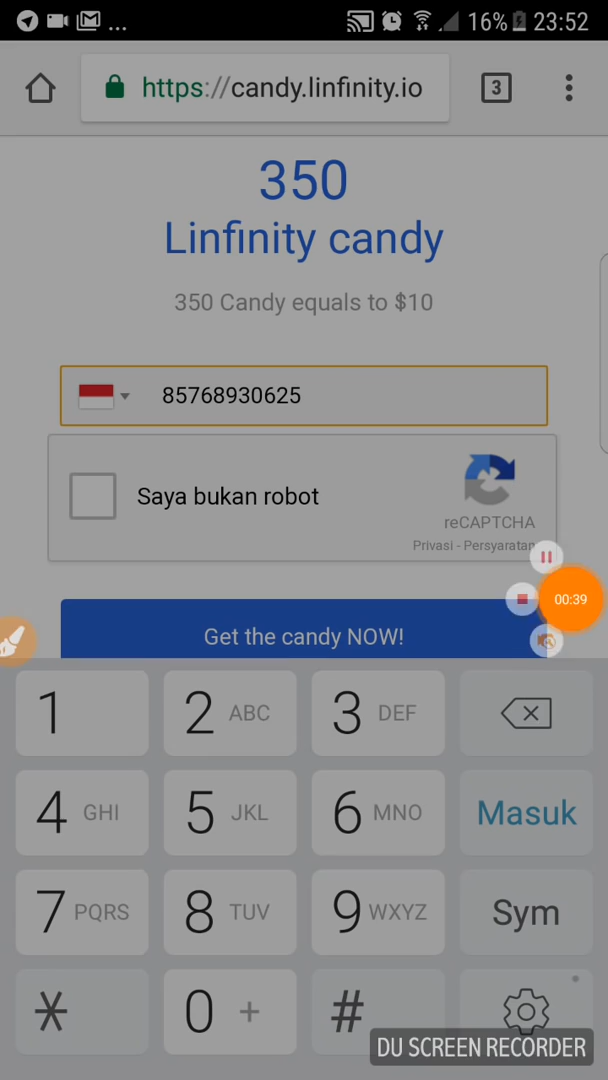 ...
16% 23:52
https://candy.linfinity.io
3
350
Linfinity candy
350 Candy equals to $10
85768930625
Saya bukan robot
reCAPTCHA
Privasi - Persyaratan
00:39
Get the candy NOW!
1 2 ABC 3 DEF
4 GHI 5 JKL 6 MNO Masuk
7 PQRS 8 TUV 9 WXYZ Sym
* 0 + #
DU SCREEN RECORDER